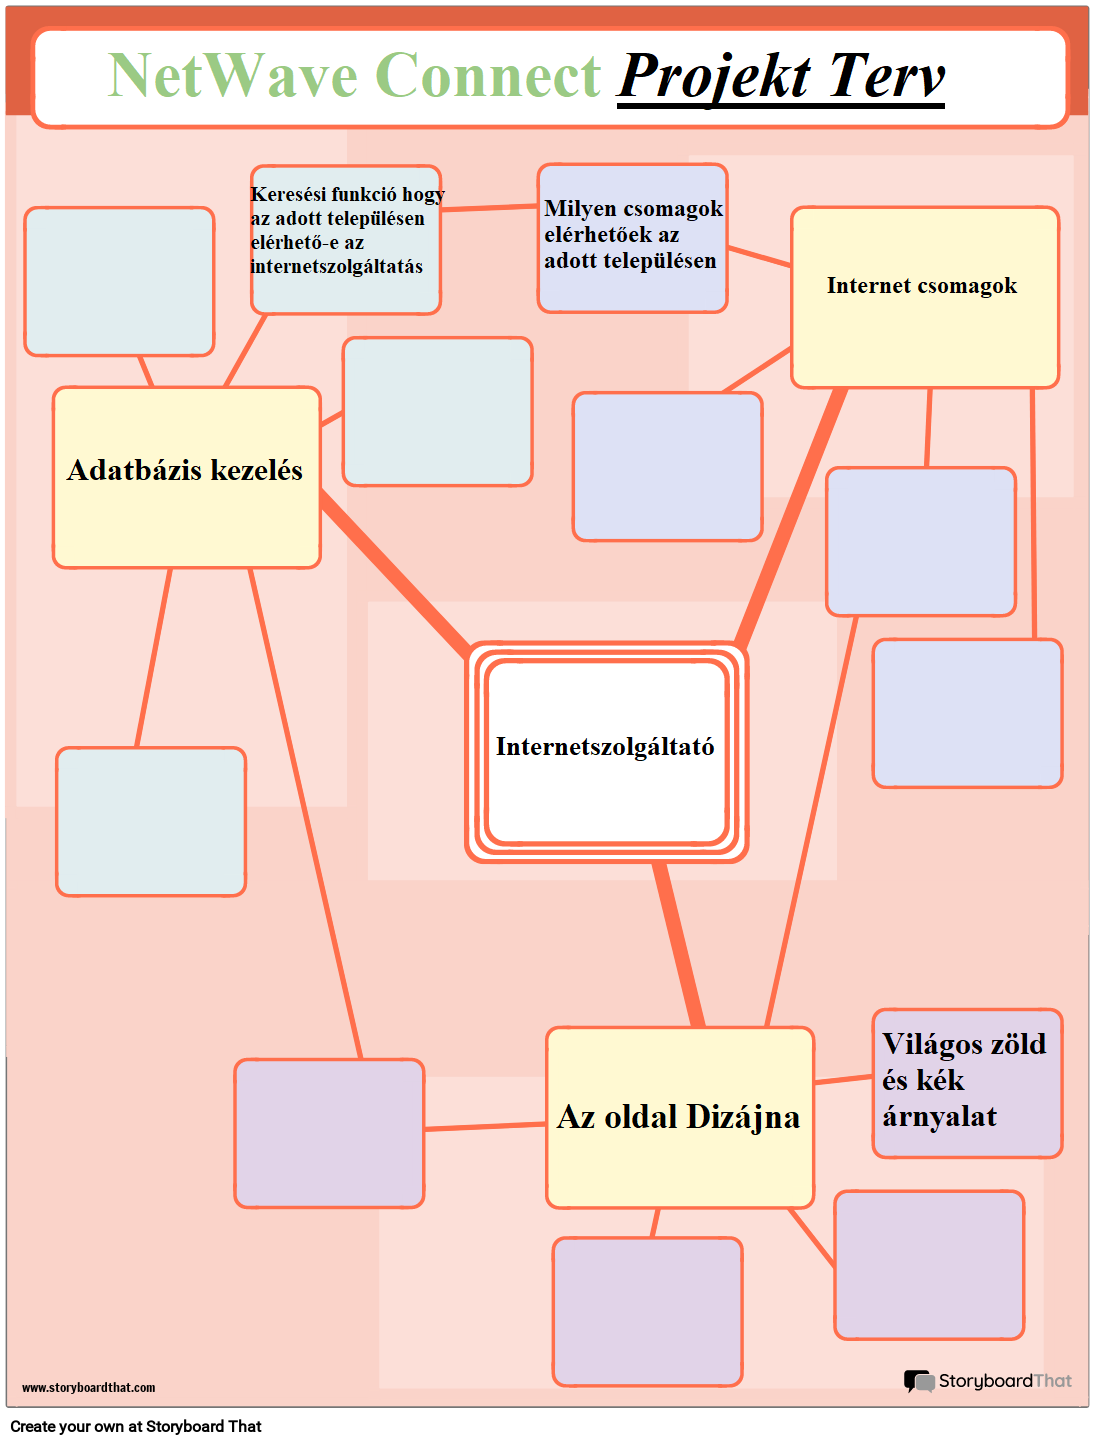 NetWave Connect Projekt Terv
Keresési funkció hogy
az adott településen
elérhető-e az
internetszolgáltatás
Milyen csomagok
elérhetőek az
adott településen
Internet csomagok
Adatbázis kezelés
Internetszolgáltató
Világos zöld
és kék
árnyalat
Az oldal Dizájna
www.storyboardthat.com
StoryboardThat
Create your own at Storyboard That